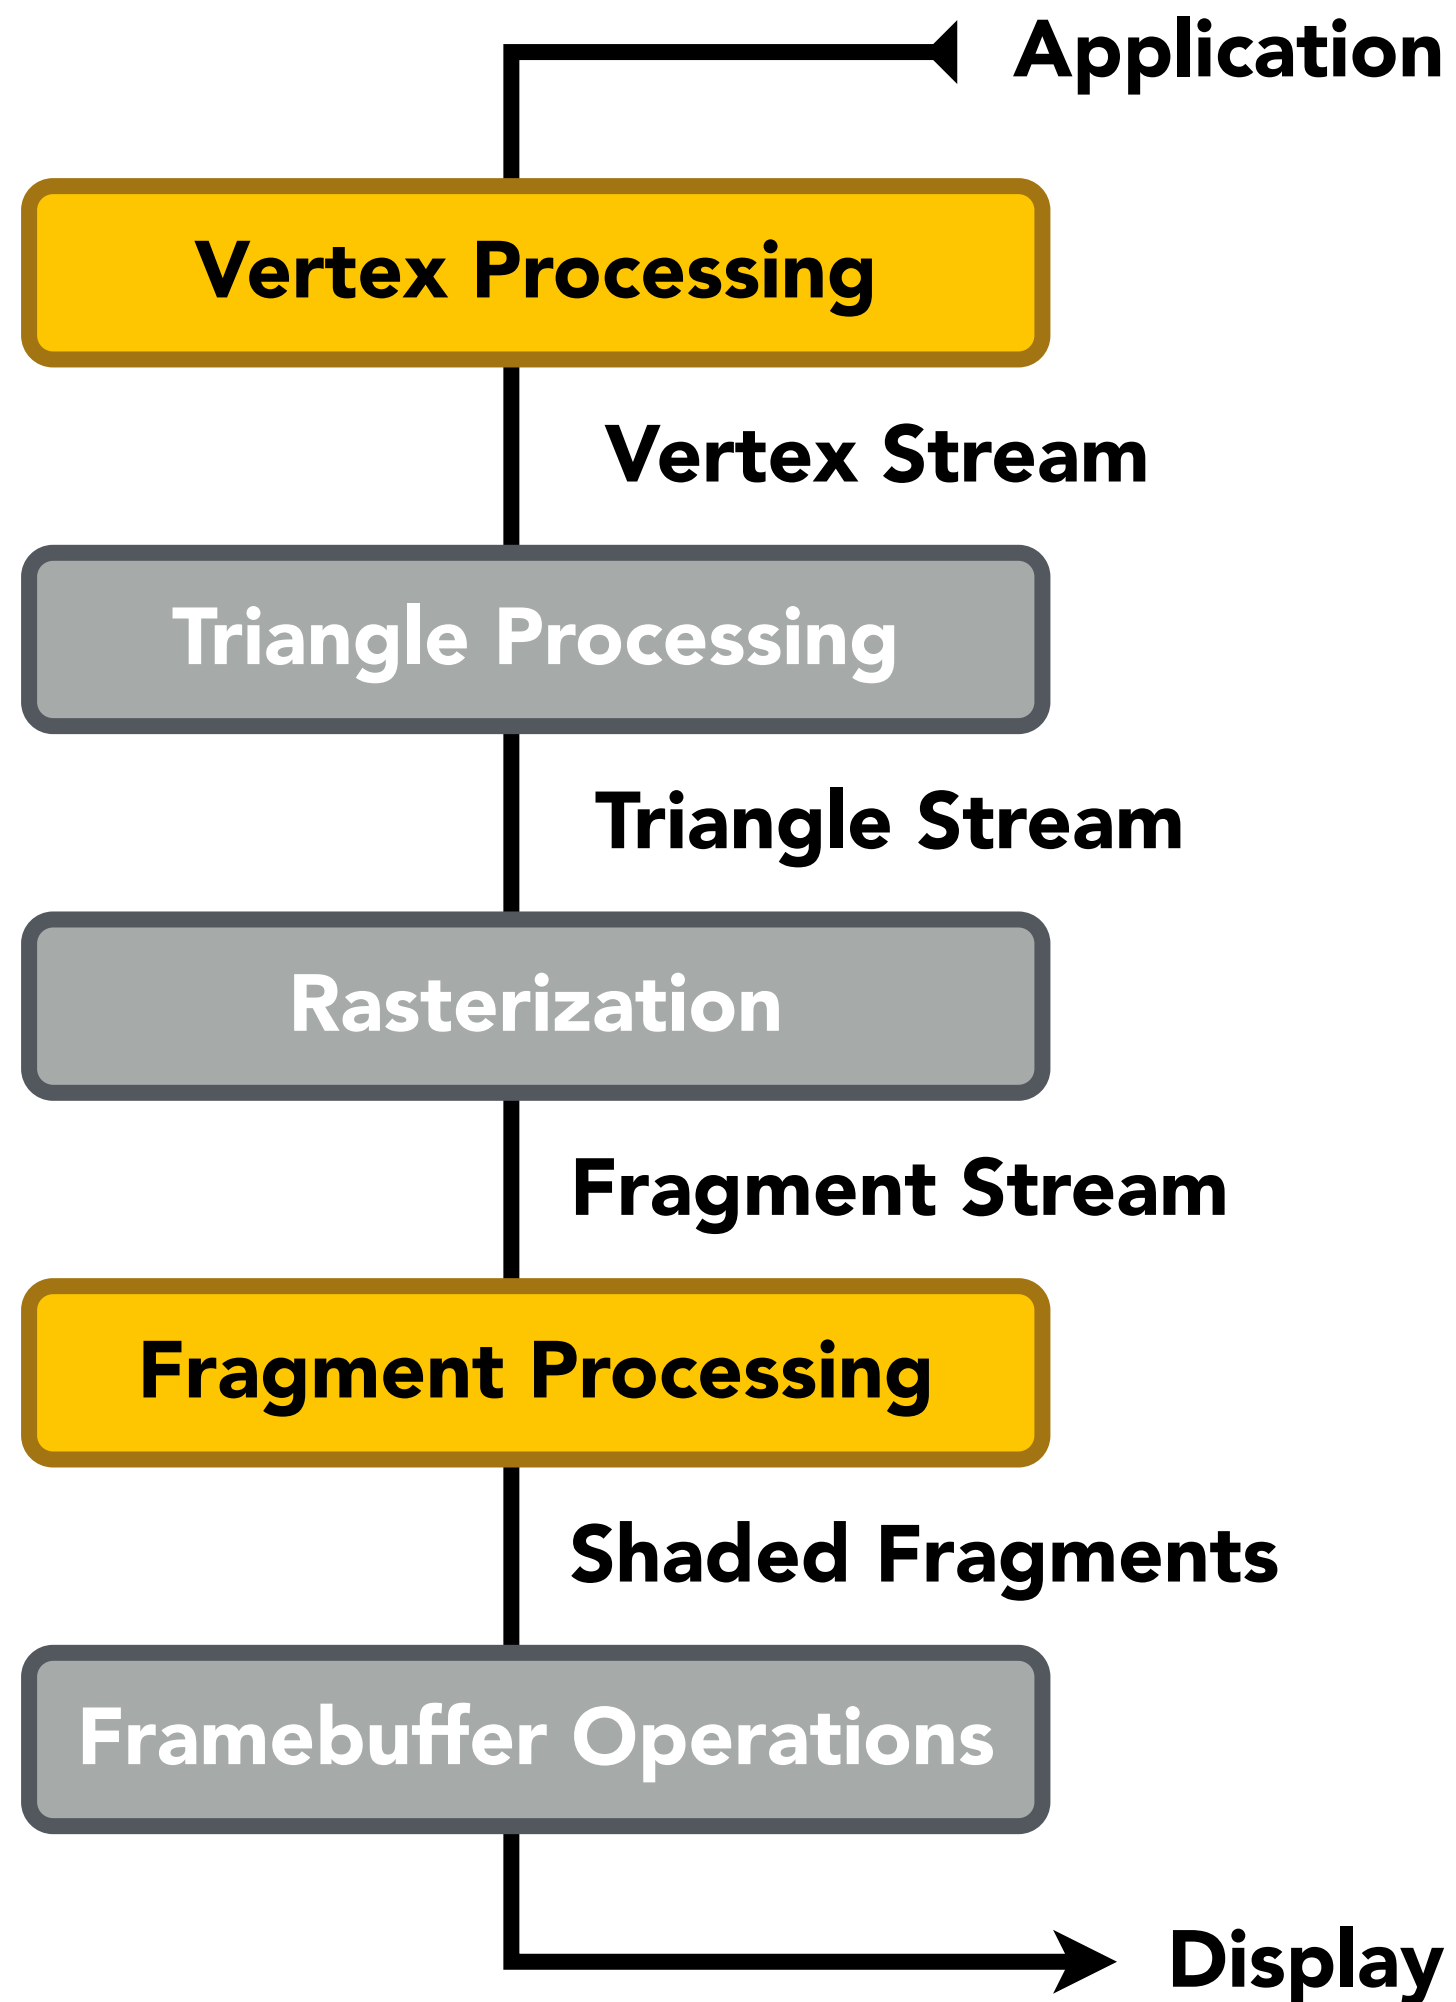 Application
Vertex Processing
Vertex Stream
Triangle Processing
Triangle Stream
Rasterization
Fragment Stream
Fragment Processing
Shaded Fragments
Framebuffer Operations
Display